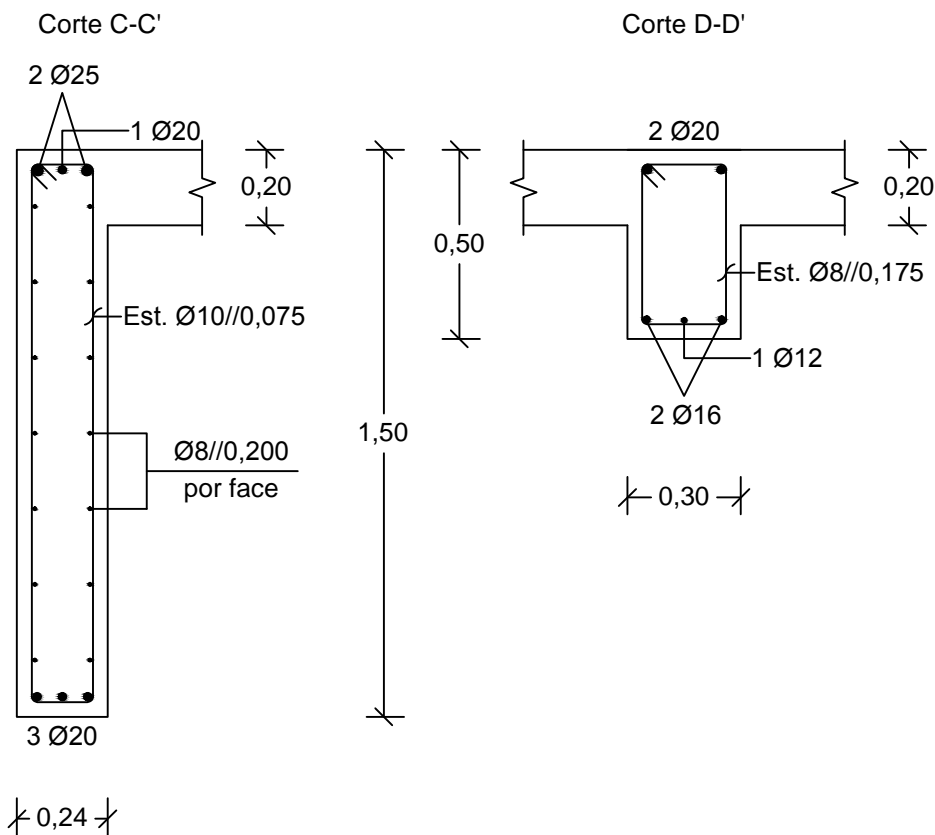 Corte C-C'
2 Ø25
1 Ø20
0,20
Est. Ø10//0,075
1,50
Ø8//0,200
por face
3 Ø20
0,24
Corte D-D'
2 Ø20
0,20
0,50
Est. Ø8//0,175
1 Ø12
2 Ø16
0,30